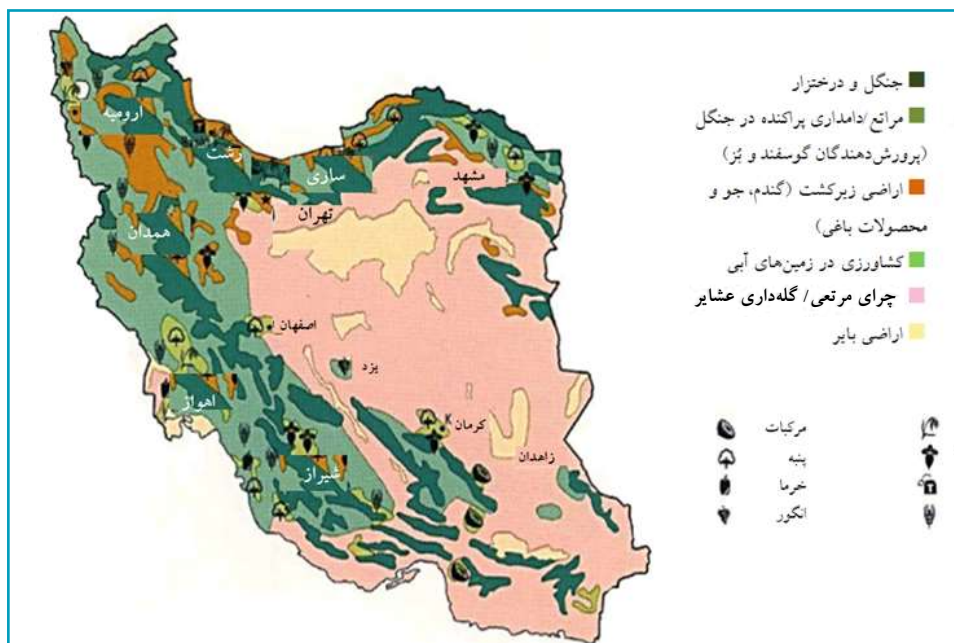 جنگل و درختزار
مراتع/دامداری پراکنده در جنگل
(پرورش‌دهندگان گوسفند و بُز)
اراضی زیرکشت (گندم، جو و
محصولات باغی)
کشاورزی در زمین‌های آبی
چرای مرتعی/ گله‌داری عشایر
اراضی بایر
مرکبات
پنبه
خرما
انگور
ارومیه
رشت
ساری
مشهد
تهران
همدان
اصفهان
یزد
اهواز
کرمان
زاهدان
شیراز